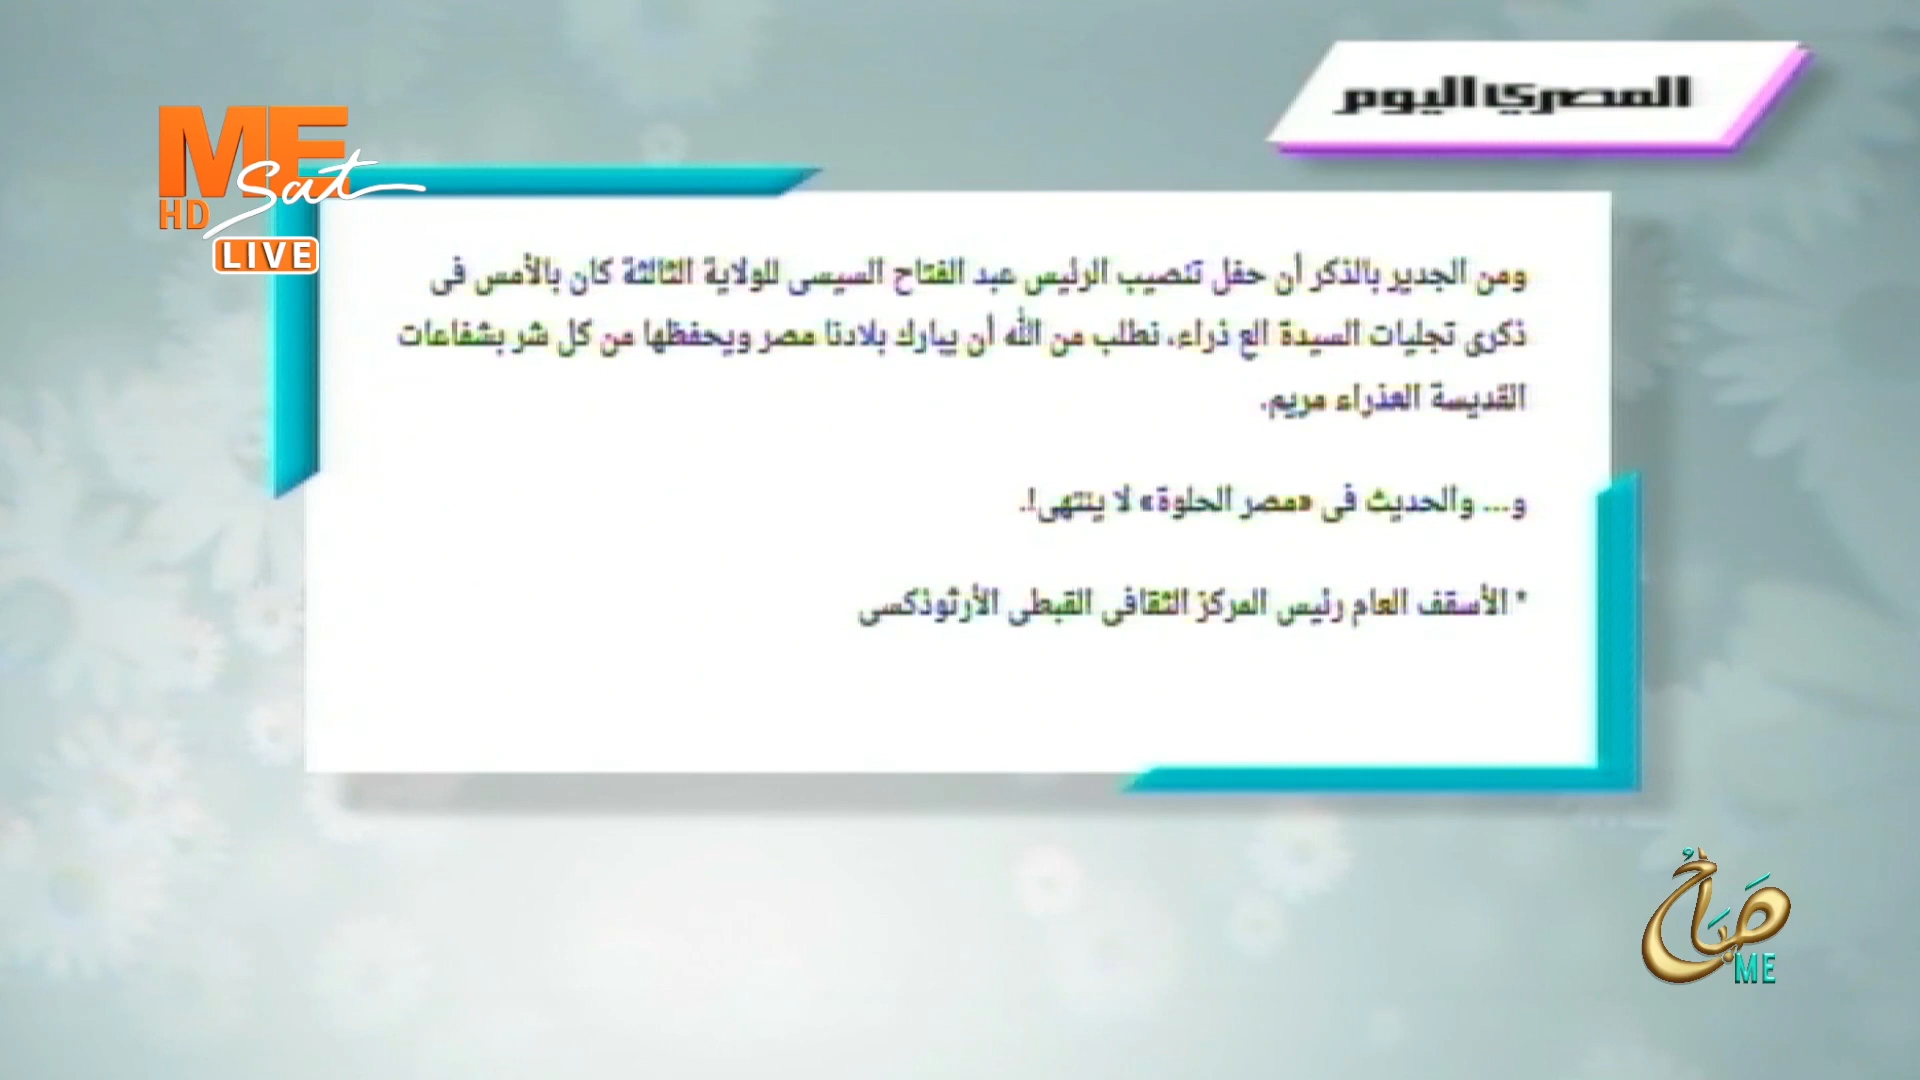 المصري اليوم
ME
Sat
HD
LIVE
ومن الجدير بالذكر أن حفل تنصيب الرئيس عبد الفتاح السيسى للولاية الثالثة كان بالأمس فى
ذكرى تجليات السيدة الع ذراء، نطلب من الله أن يبارك بلادنا مصر ويحفظها من كل شر بشفاعات
القديسة العذراء مريم.
و... والحديث فى «مصر الحلوة» لا ينتهى!.
* الأسقف العام رئيس المركز الثقافى القبطى الأرثوذكسى
صَبَاحُ
ME